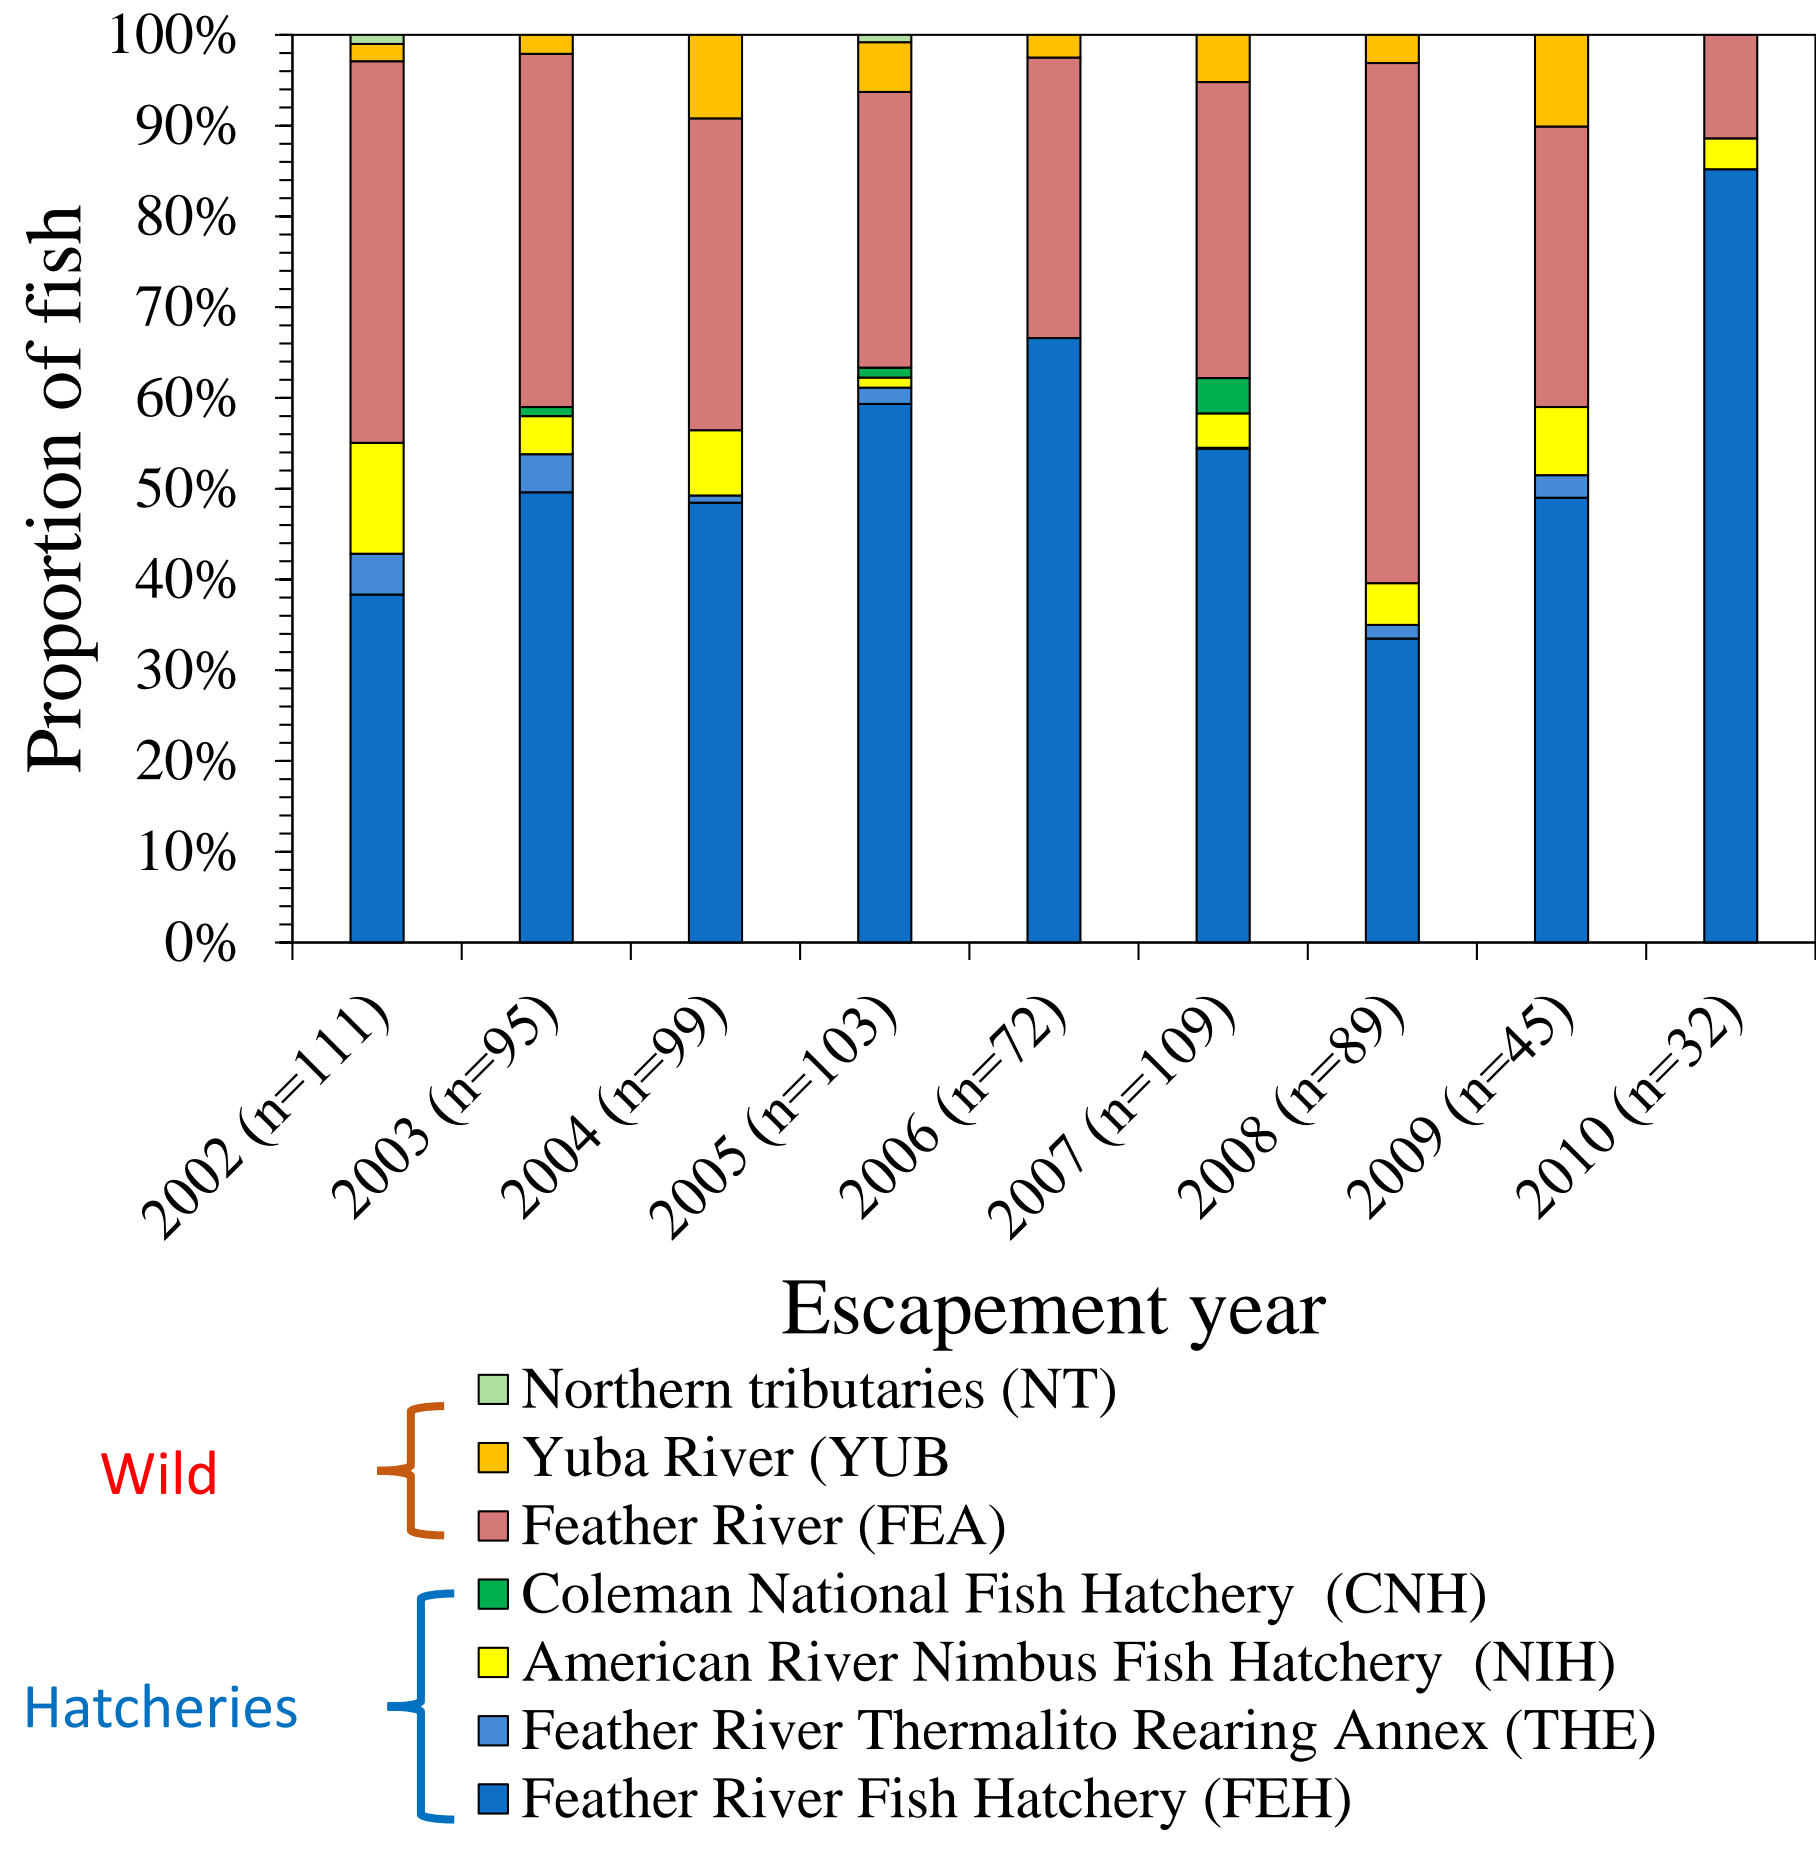 100%
90%
80%
70%
60%
50%
40%
30%
20%
10%
0%
Proportion of fish
2002 (n=111)
2003 (n=95)
2004 (n=99)
2005 (n=103)
2006 (n=72)
2007 (n=109)
2008 (n=89)
2009 (n=45)
2010 (n=32)
Escapement year
Wild
Northern tributaries (NT)
Yuba River (YUB
Feather River (FEA)
Hatcheries
Coleman National Fish Hatchery  (CNH)
American River Nimbus Fish Hatchery  (NIH)
Feather River Thermalito Rearing Annex (THE)
Feather River Fish Hatchery (FEH)